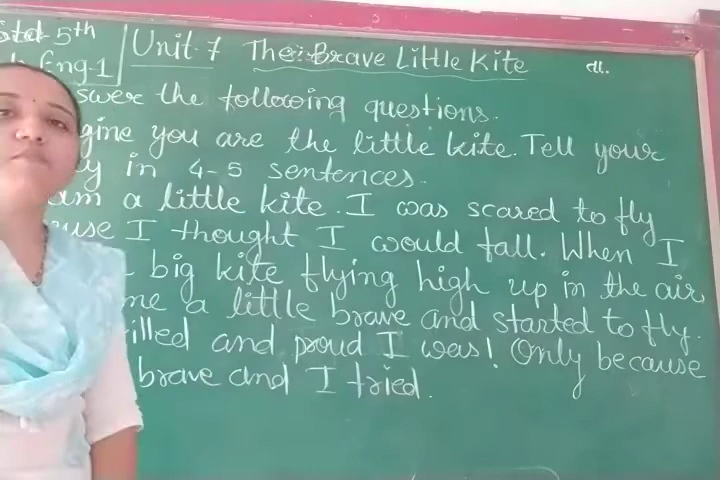 Std-5th
Eng-1
Unit-7 The Brave Little Kite
dt.
swer the following questions.
gine you are the little kite. Tell your
y in 4-5 sentences.
am a little kite. I was scared to fly
use I thought I would fall. When I
big kite flying high up in the air
me a little brave and started to fly.
illed and proud I was! Only because
brave and I tried.